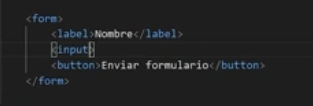 <form>
<label>Nombre</label>
<input>
<button>Enviar formulario</button>
</form>